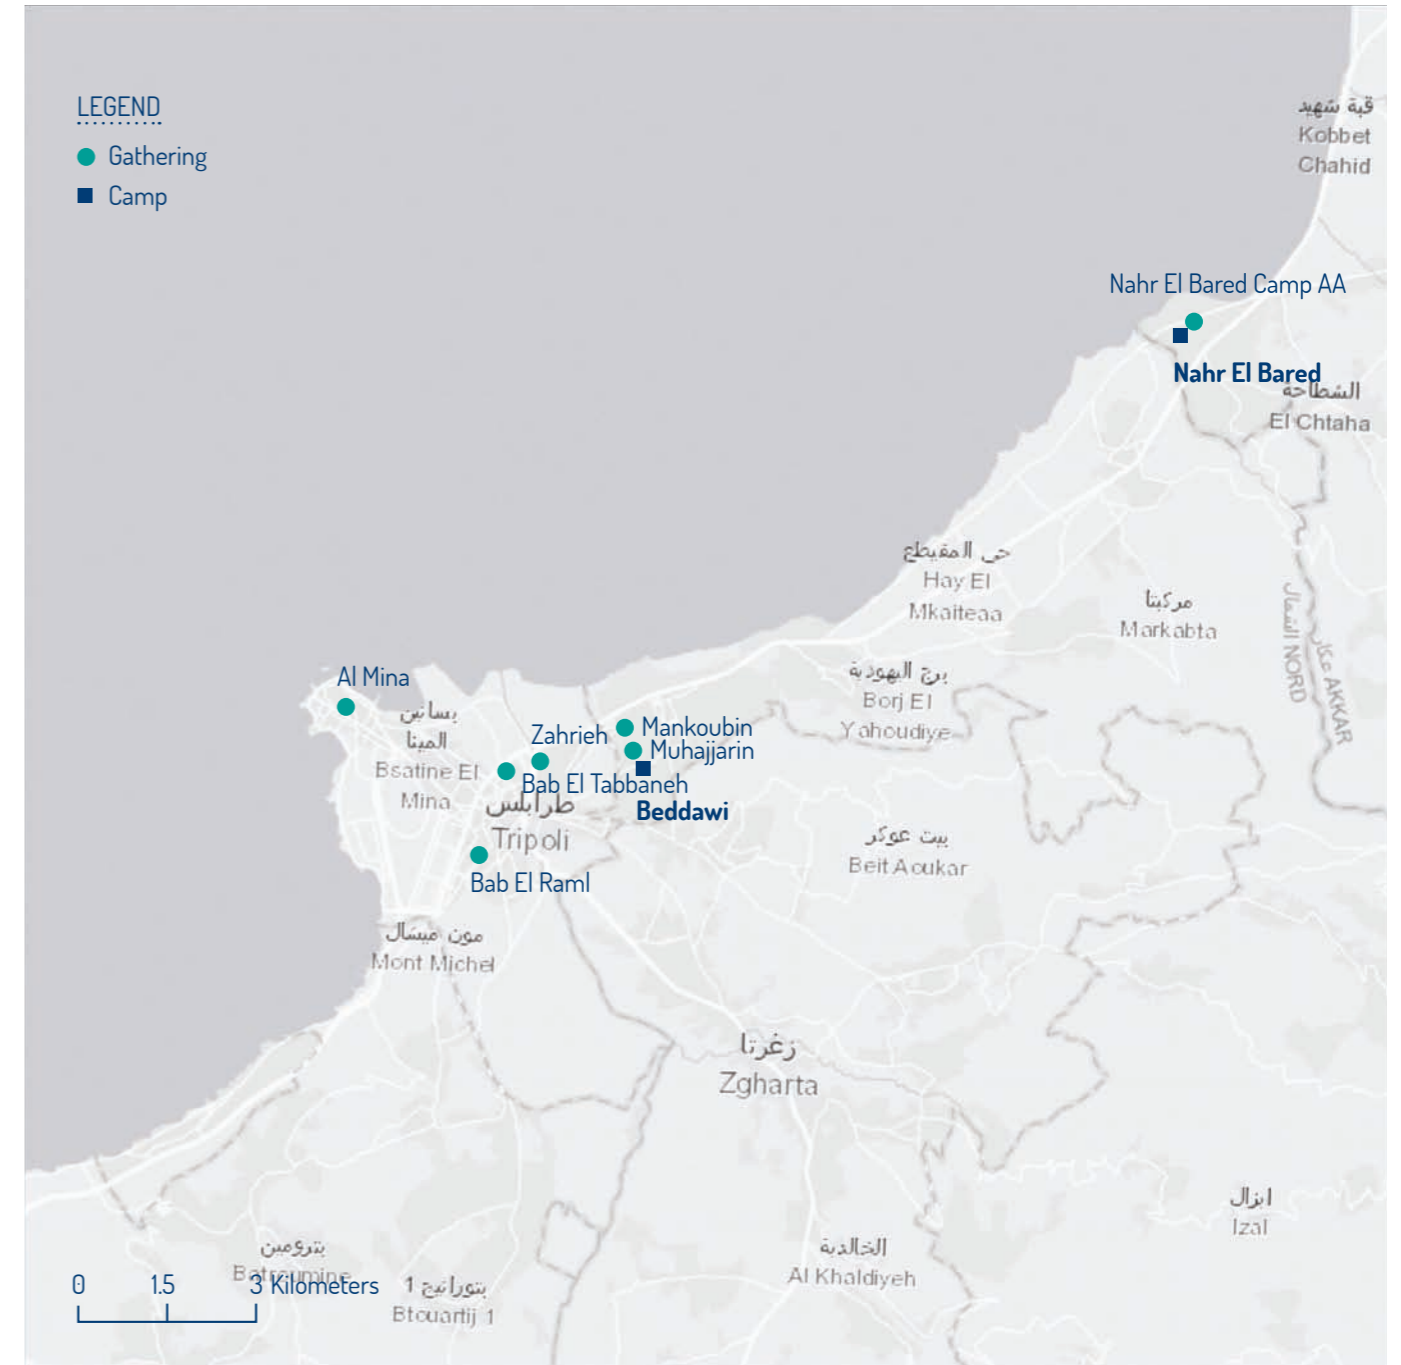 LEGEND
Gathering
Camp
قبة شهيد
Kobbet
Chahid
Nahr El Bared Camp AA
Nahr El Bared
الشطاحة
El Chtaha
حي المقيطع
Hay El
Mkaiteaa
مركبتا
Markabta
الشمال NORD
عكار AKKAR
برج اليهودية
Borj El
Yahoudiye
Al Mina
بساتين
المينا
Bsatine El
Mina
Zahrieh
Mankoubin
Muhajjarin
Bab El Tabbaneh
Beddawi
طرابلس
Tripoli
بيت عوكر
Beit Aoukar
Bab El Raml
مون ميشال
Mont Michel
زغرتا
Zgharta
ايزال
Izal
بترومين
Batroumine
الخالدية
Al Khaldiyeh
بتوراتيج 1
Btouartij 1
0 1.5 3 Kilometers